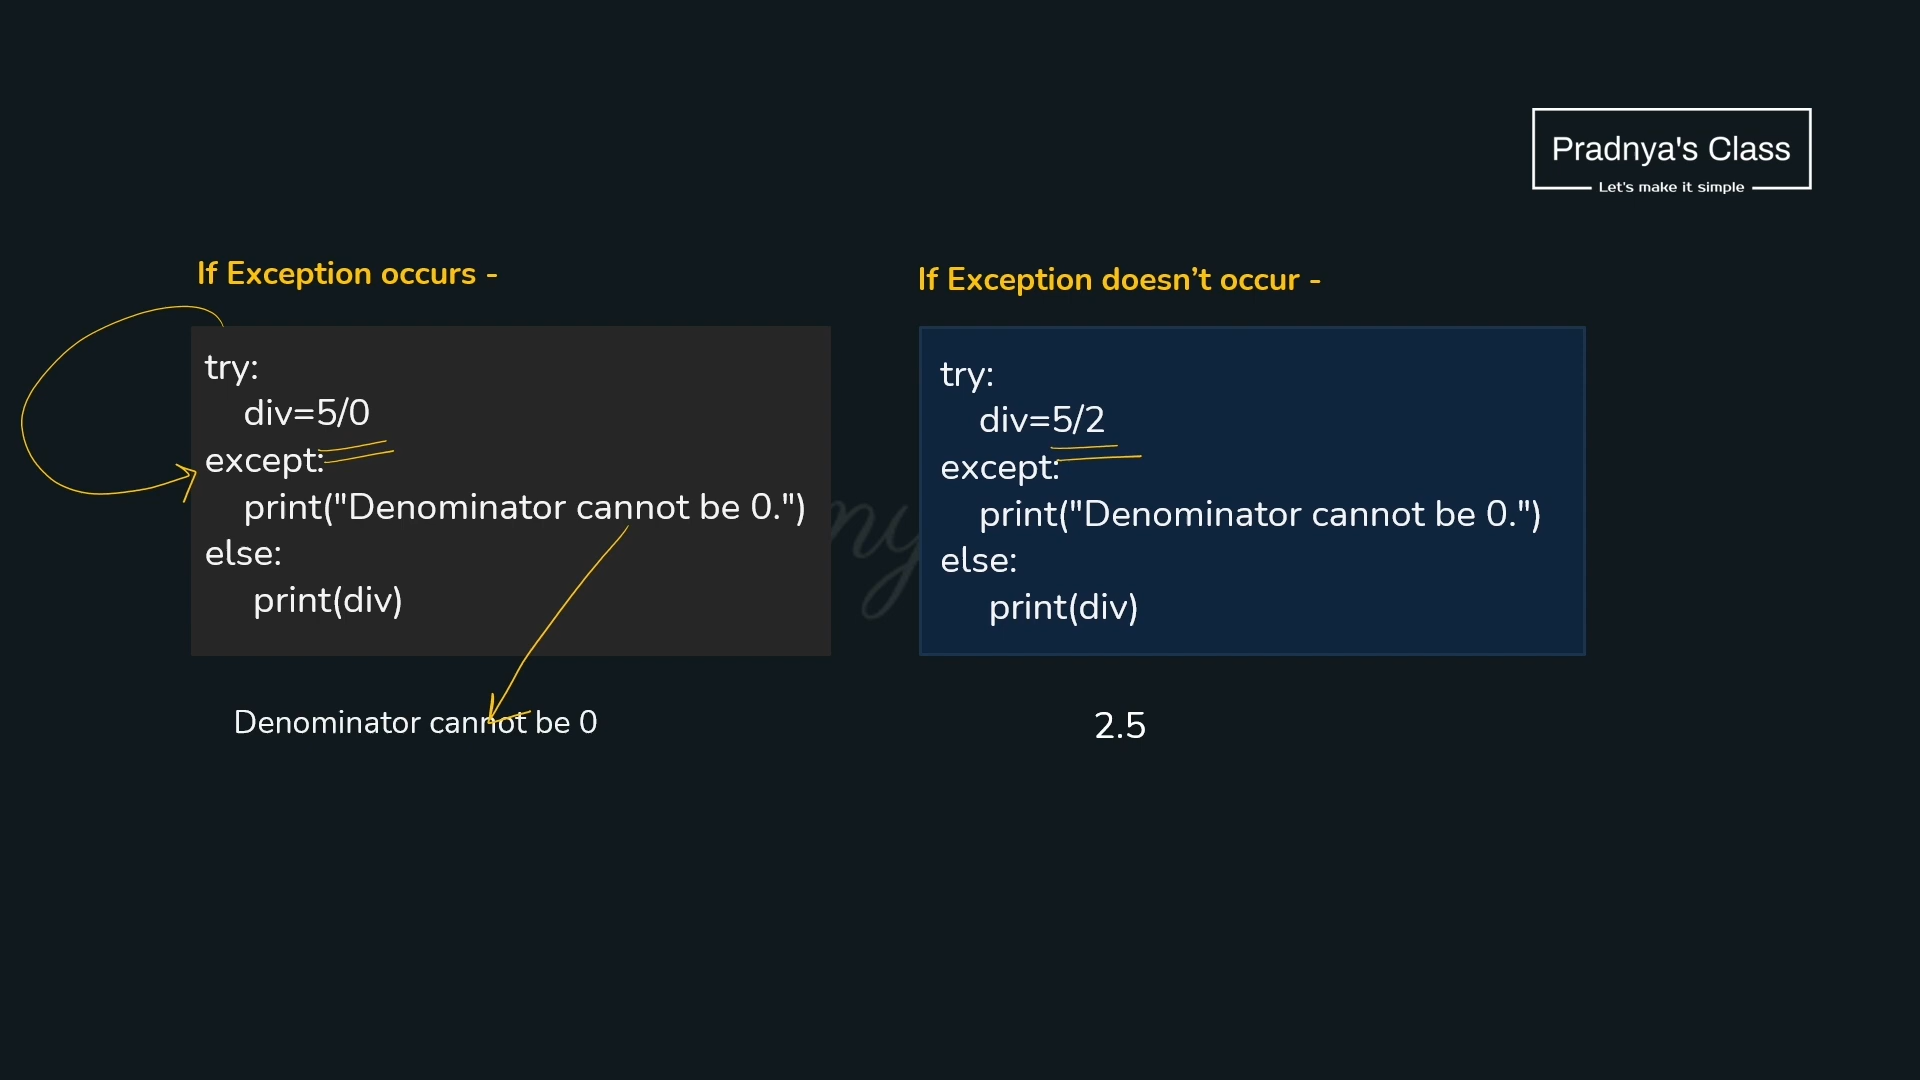 Pradnya's Class
Let's make it simple
If Exception occurs -
try:
    div=5/0
except:
    print("Denominator cannot be 0.")
else:
     print(div)
Denominator cannot be 0
If Exception doesn’t occur -
try:
    div=5/2
except:
    print("Denominator cannot be 0.")
else:
     print(div)
2.5